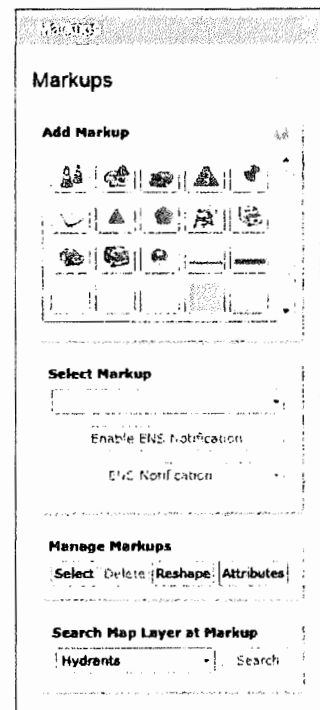 Markups
Markups
Add Markup
Select Markup
Enable ENS Notification
ENS Notification
Manage Markups
Select Delete Reshape Attributes
Search Map Layer at Markup
Hydrants Search